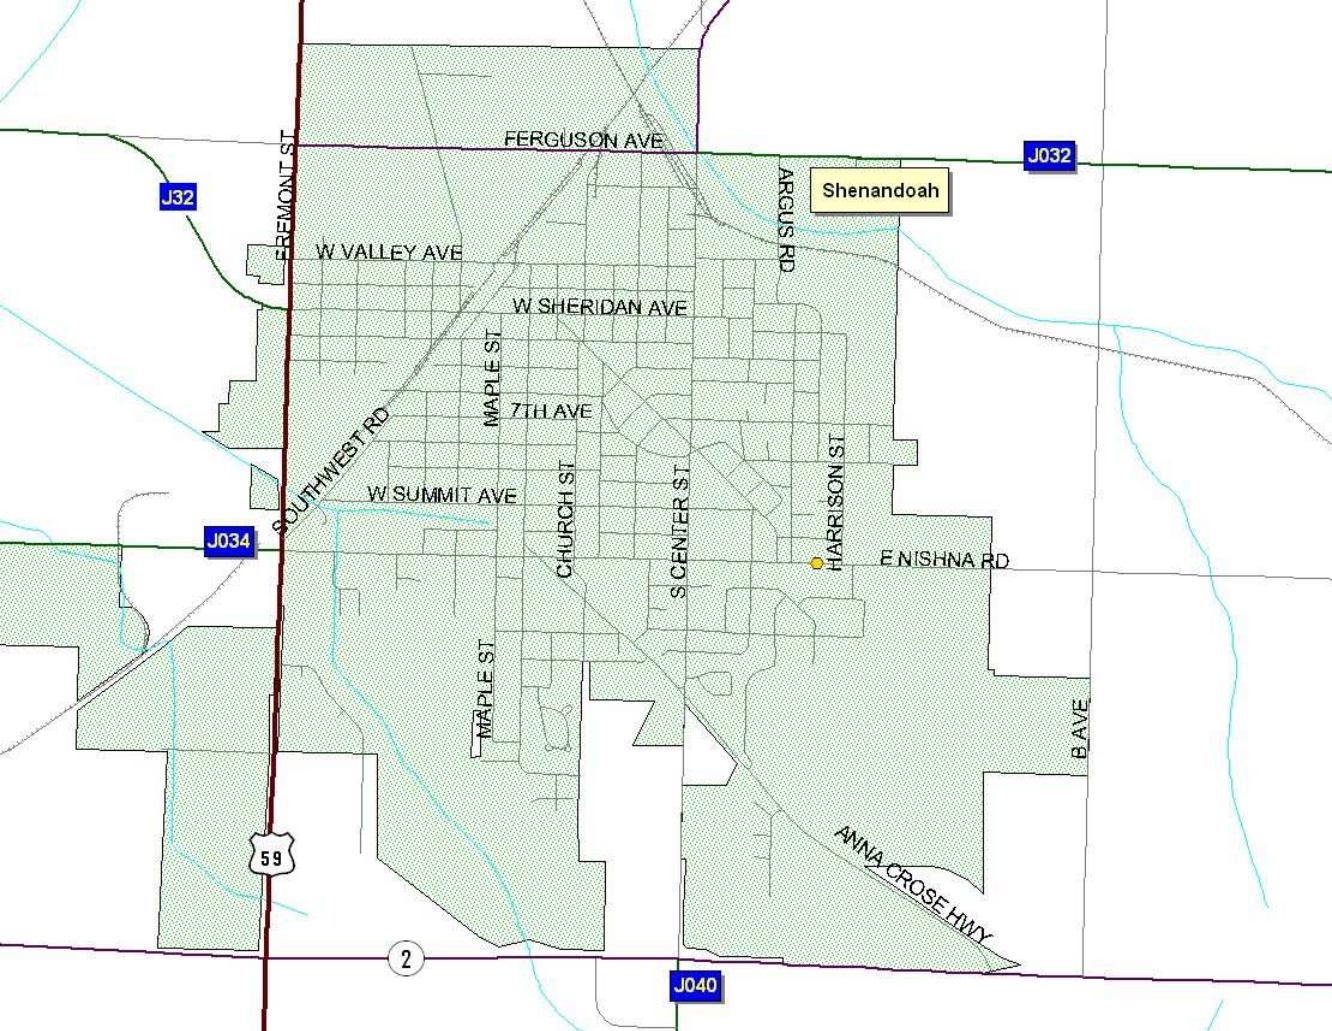 FERGUSON AVE
J032
FREMONT ST
J32
ARGUS RD
Shenandoah
W VALLEY AVE
W SHERIDAN AVE
MAPLE ST
7TH AVE
SOUTHWEST RD
W SUMMIT AVE
CHURCH ST
S CENTER ST
HARRISON ST
J034
E NISHNA RD
MAPLE ST
B AVE
59
ANNA CROSE HWY
2
J040